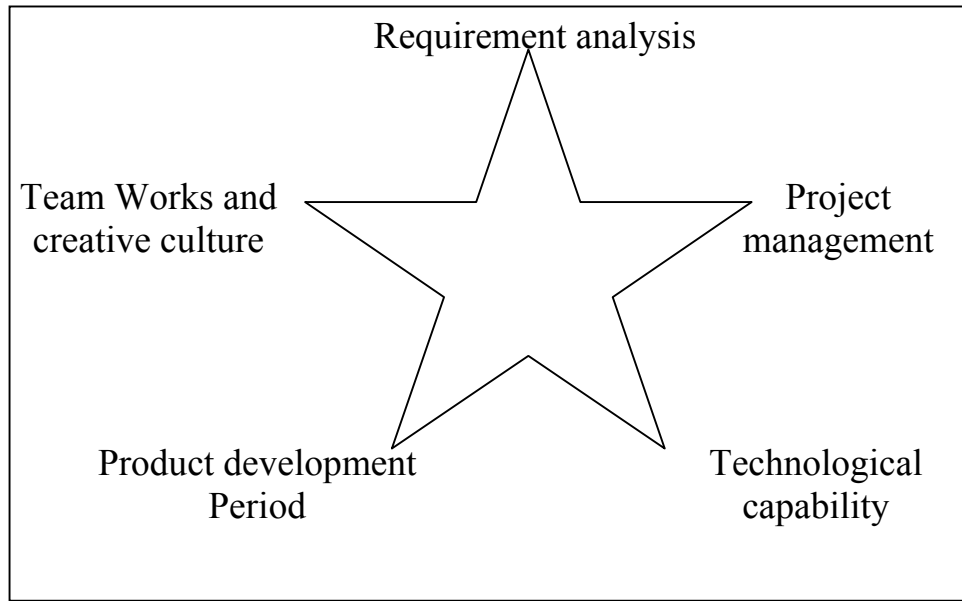 Requirement analysis
Team Works and
creative culture
Project
management
Product development
Period
Technological
capability